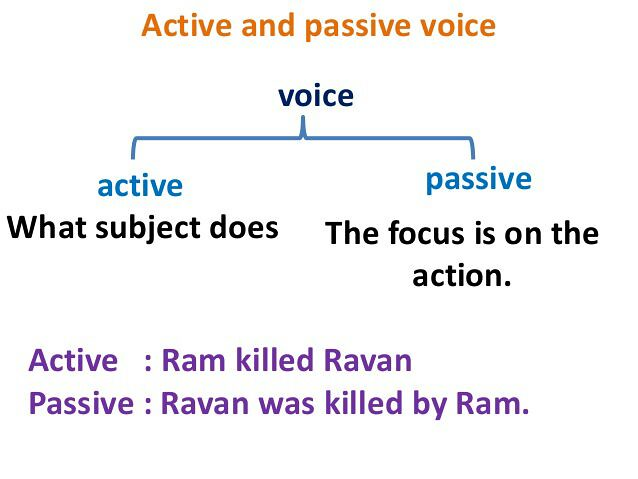 Active and passive voice
voice
active
What subject does
passive
The focus is on the
action.
Active : Ram killed Ravan
Passive : Ravan was killed by Ram.